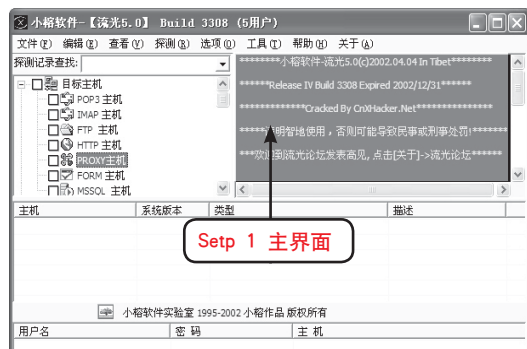 小榕软件-【流光5.0】 Build 3308 (5用户)
文件(F) 编辑(E) 查看(V) 探测(R) 选项(O) 工具(T) 帮助(H) 关于(A)
探测记录查找:
********小榕软件-流光5.0(c)2002.04.04 In Tibet********
******Release IV Build 3308 Expired 2002/12/31******
***************Cracked By CnXHacker.Net***************
明智地使用，否则可能导致民事或刑事处罚!*******
***欢迎到流光论坛发表高见, 点击[关于]->流光论坛******
目标主机
POP3 主机
IMAP 主机
FTP 主机
HTTP 主机
PROXY主机
FORM 主机
MSSQL 主机
主机 系统版本 类型 描述
Setp 1 主界面
小榕软件实验室 1995-2002 小榕作品 版权所有
用户名 密 码 主 机